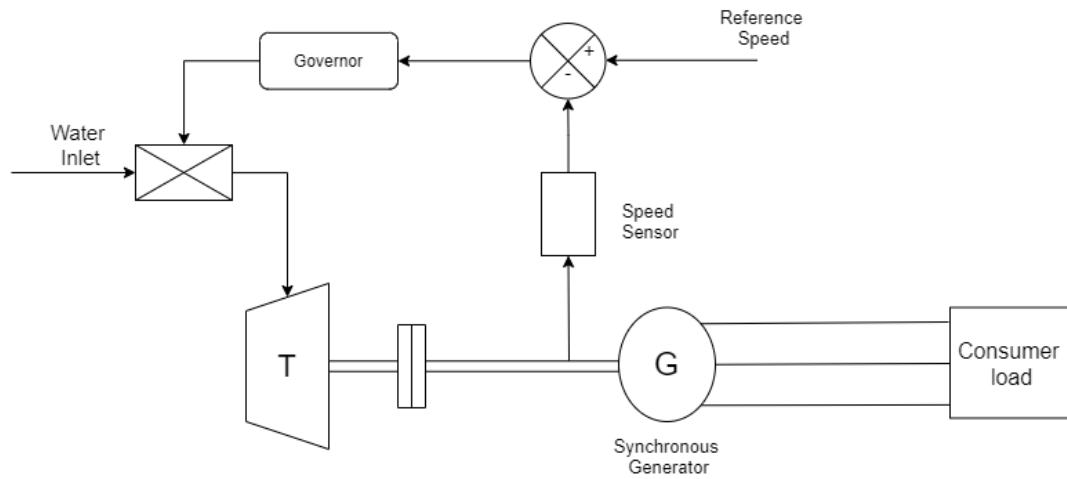 Reference
Speed
Governor
+
-
Water
Inlet
Speed
Sensor
T
G
Consumer
load
Synchronous
Generator